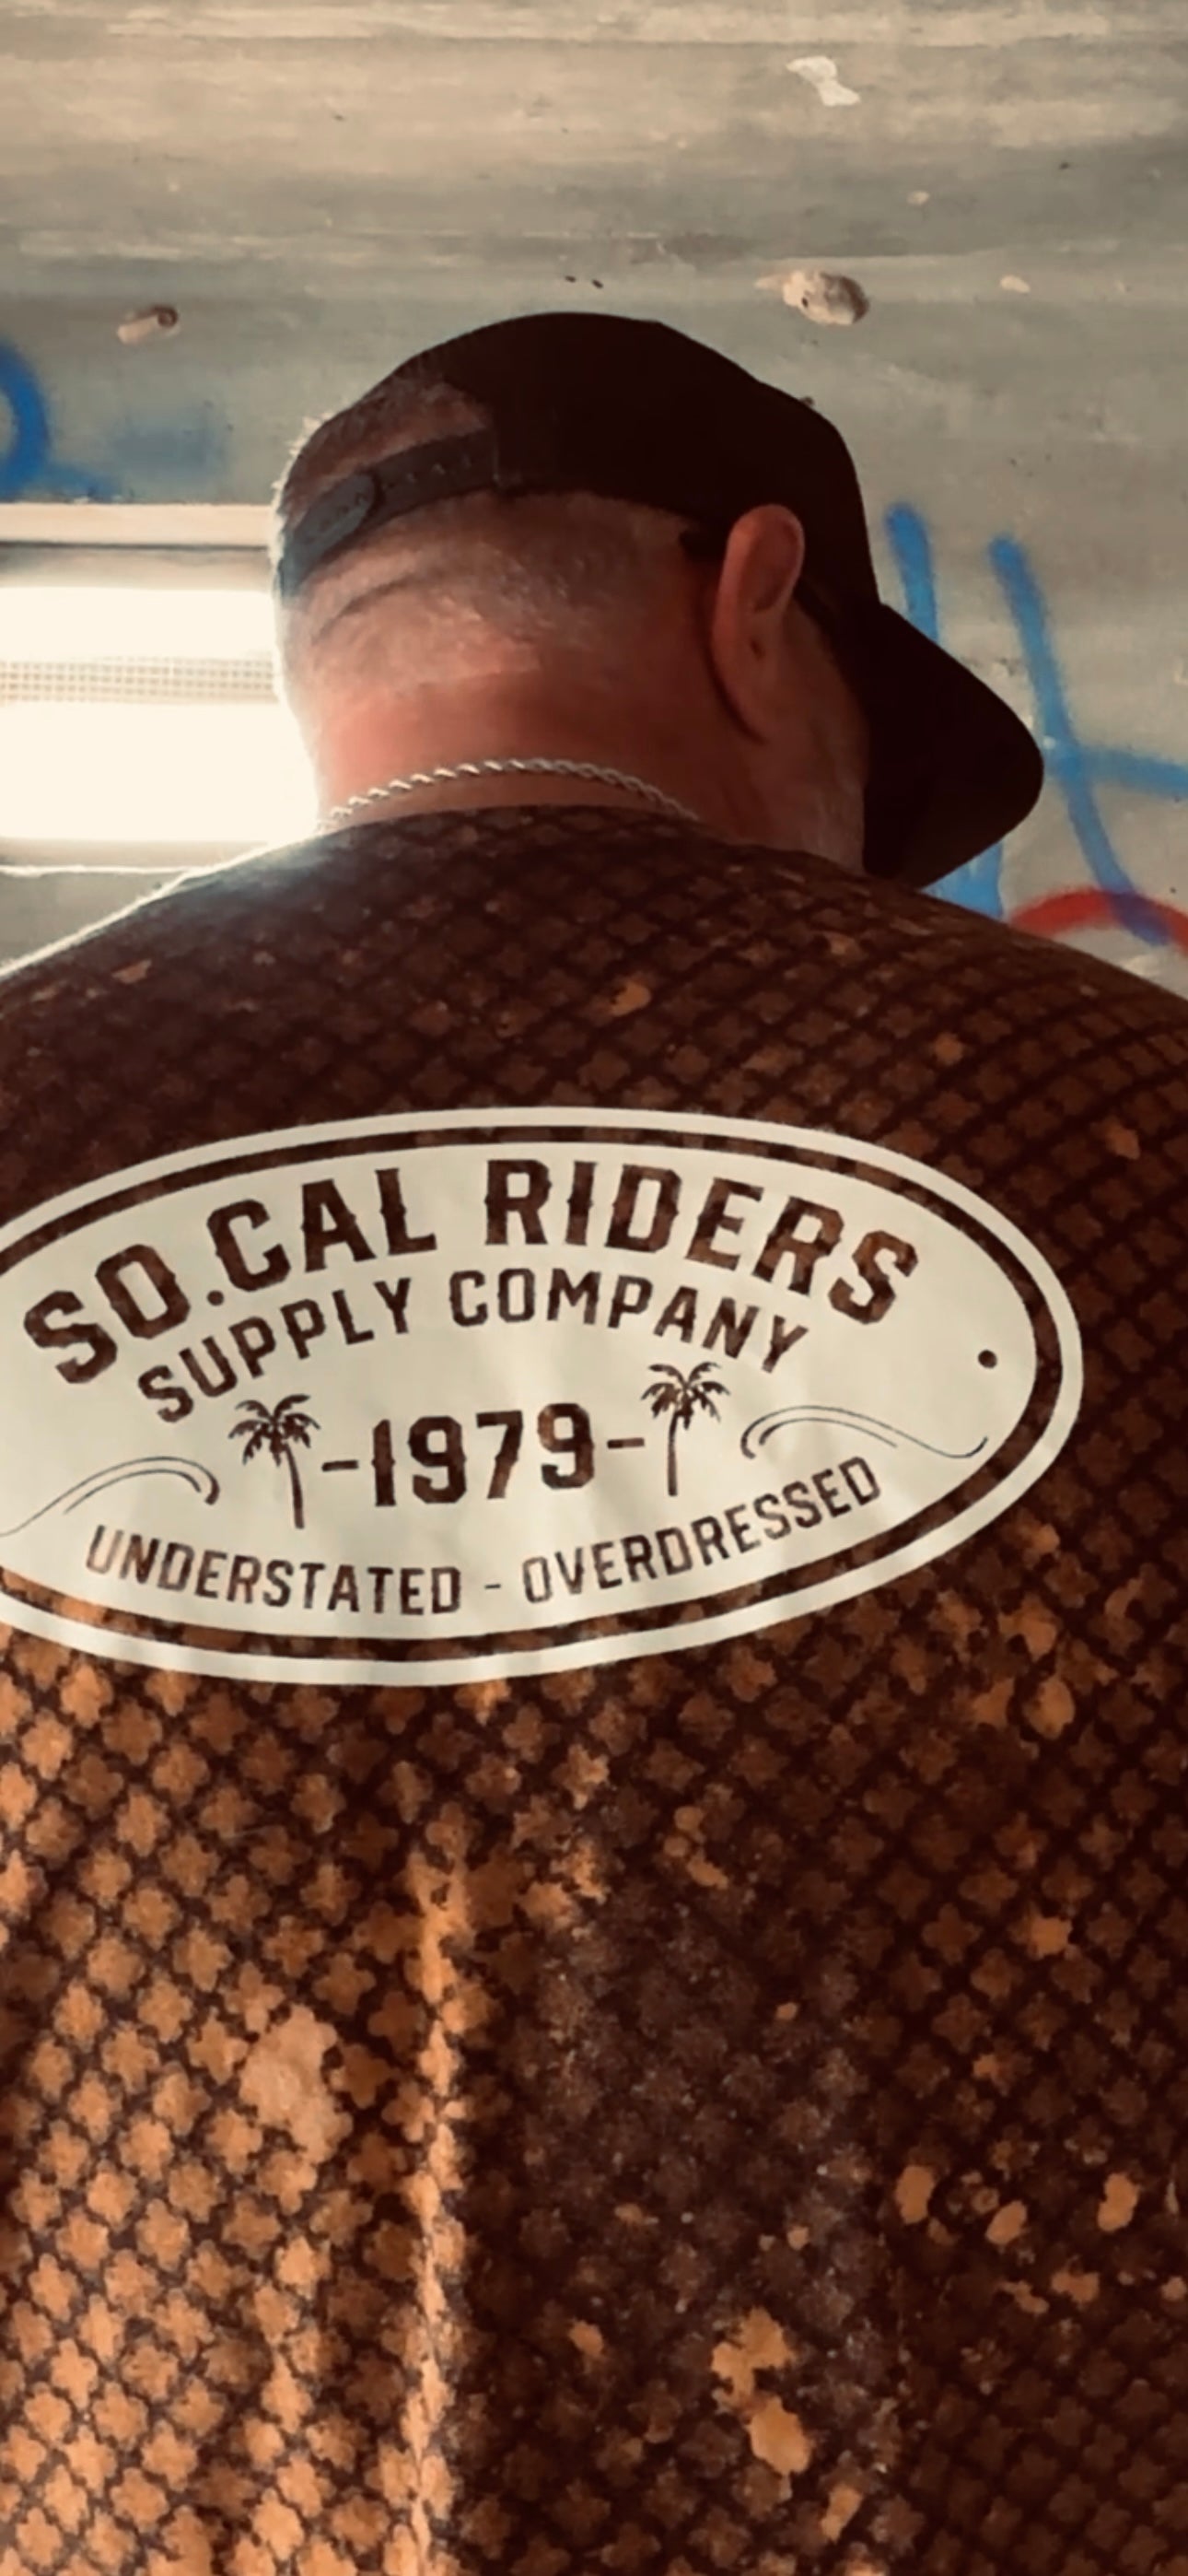 SO.CAL RIDERS
SUPPLY COMPANY
-1979-
UNDERSTATED - OVERDRESSED